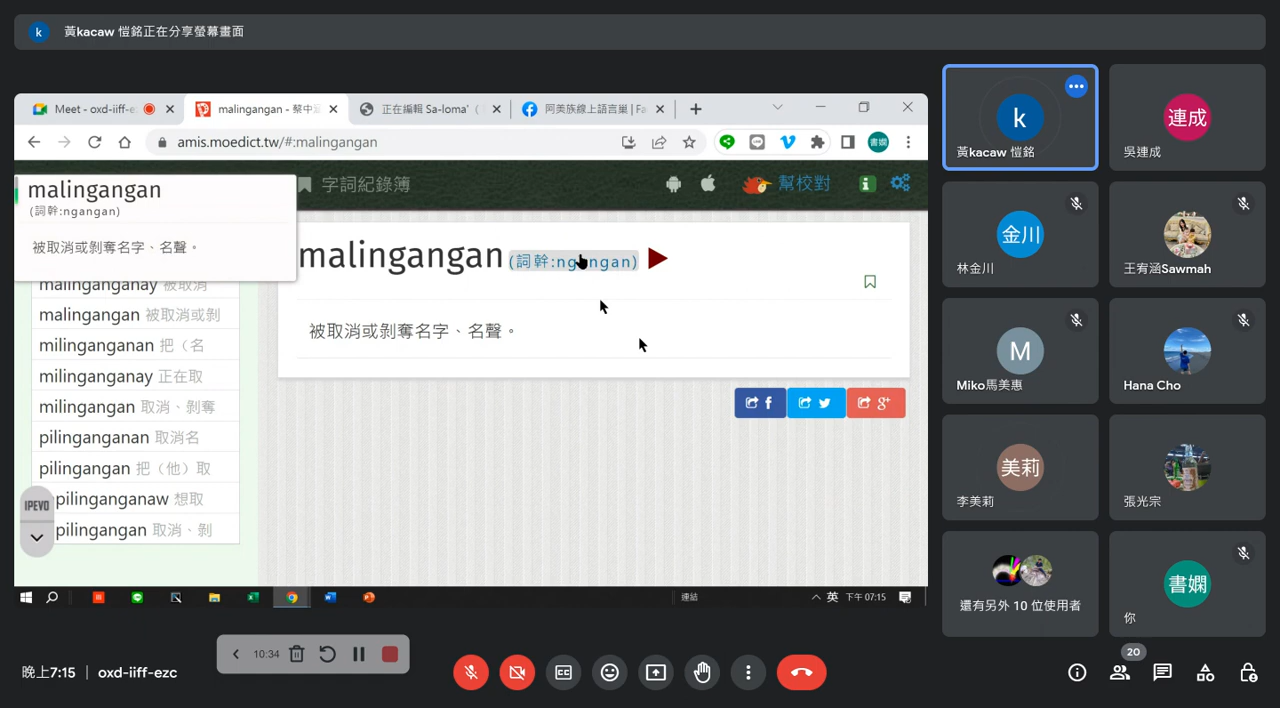 k 黃kacaw 愷銘正在分享螢幕畫面
Meet - oxd-iiff-e
malingangan - 蔡中
正在編輯 Sa-loma' (
阿美族線上語言巢 | Fa
amis.moedict.tw/#:malingangan
書嫻
malingangan
(詞幹:ngangan)
被取消或剝奪名字、名聲。
字詞紀錄簿
幫校對
malingangan (詞幹:ngangan)
被取消或剝奪名字、名聲。
malinganganay 被取消
malingangan 被取消或剝
milinganganan 把（名
milinganganay 正在取
milingangan 取消、剝奪
pilinganganan 取消名
pilingangan 把（他）取
pilinganganaw 想取
pilingangan 取消、剝
IPEVO
f
g+
連結
英
下午 07:15
k
黃kacaw 愷銘
連成
吳連成
金川
林金川
王宥涵Sawmah
M
Miko馬美惠
Hana Cho
美莉
李美莉
張光宗
還有另外 10 位使用者
書嫻
你
10:34
晚上7:15 | oxd-iiff-ezc
CC
20